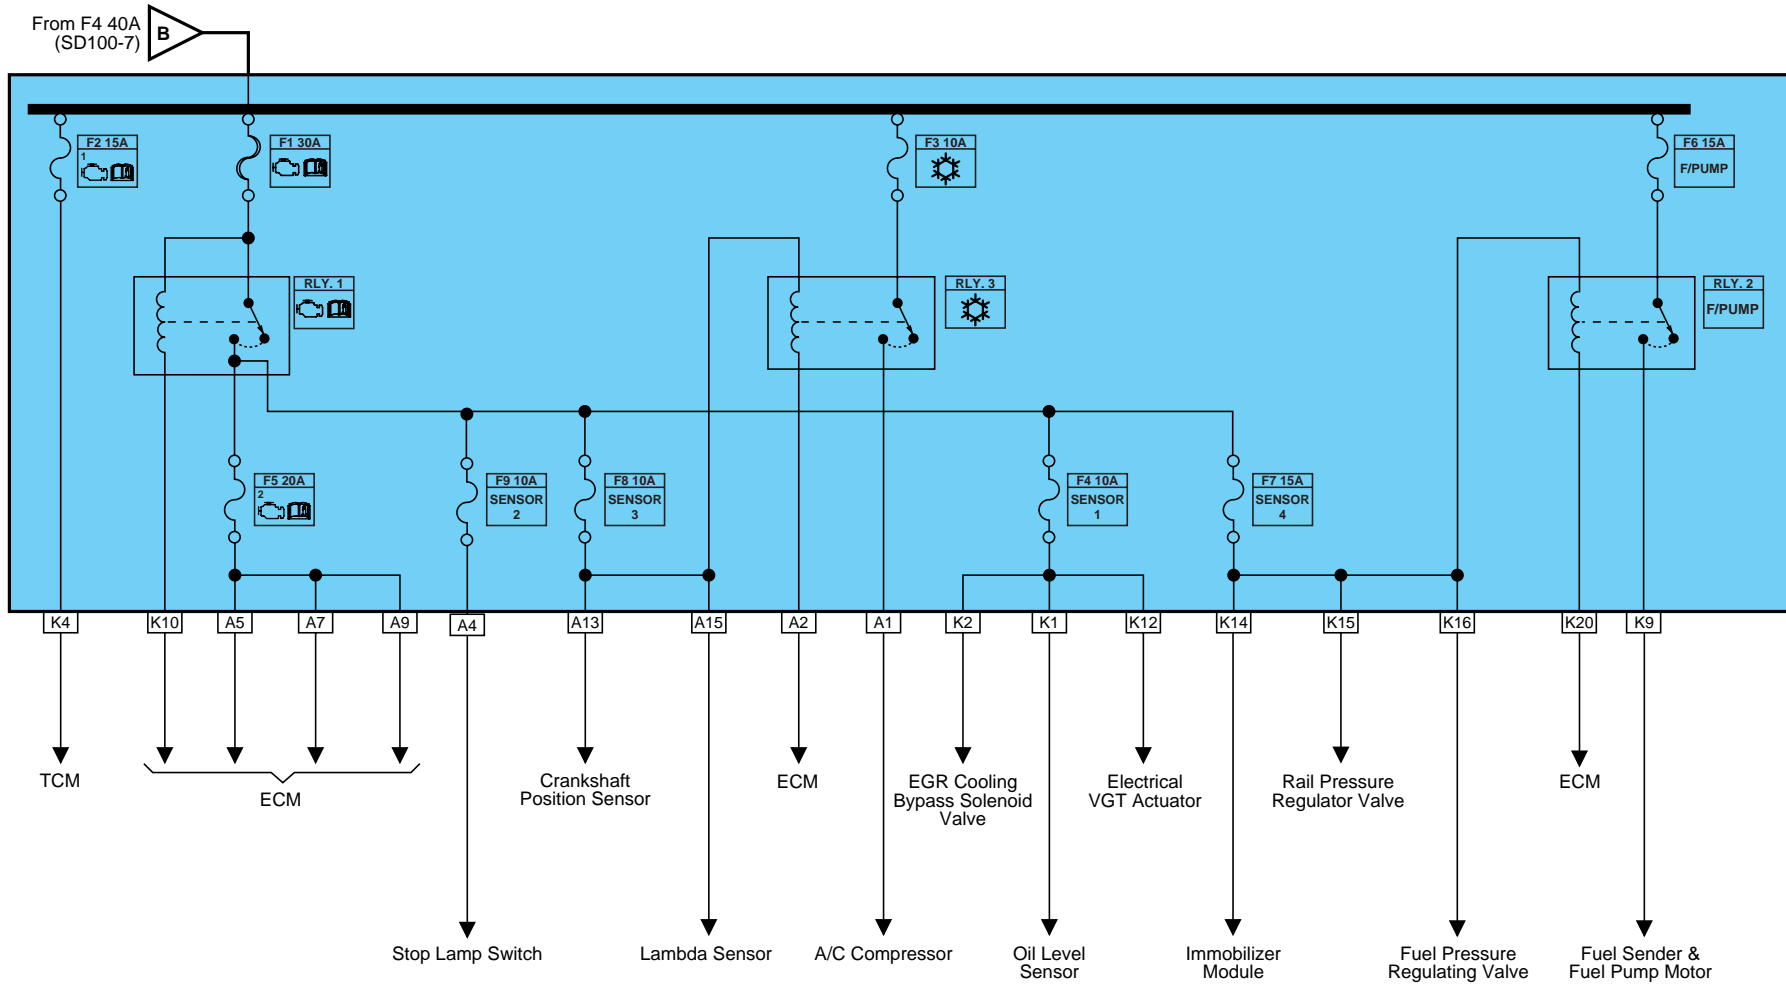 From F4 40A
(SD100-7)
B
F2 15A
1
F1 30A
F3 10A
F6 15A
F/PUMP
RLY. 1
RLY. 3
RLY. 2
F/PUMP
F5 20A
2
F9 10A
SENSOR
2
F8 10A
SENSOR
3
F4 10A
SENSOR
1
F7 15A
SENSOR
4
K4
K10
A5
A7
A9
A4
A13
A15
A2
A1
K2
K1
K12
K14
K15
K16
K20
K9
TCM
ECM
Crankshaft
Position Sensor
ECM
EGR Cooling
Bypass Solenoid
Valve
Electrical
VGT Actuator
Rail Pressure
Regulator Valve
ECM
Stop Lamp Switch
Lambda Sensor
A/C Compressor
Oil Level
Sensor
Immobilizer
Module
Fuel Pressure
Regulating Valve
Fuel Sender &
Fuel Pump Motor